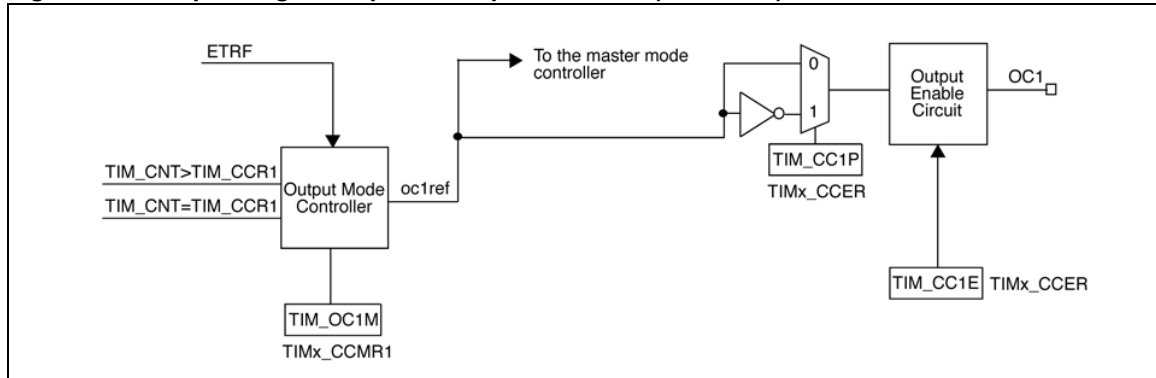 ETRF
To the master mode
controller
0
1
Output
Enable
Circuit
OC1
TIM_CC1P
TIMx_CCER
TIM_CNT>TIM_CCR1
TIM_CNT=TIM_CCR1
Output Mode
Controller
oc1ref
TIM_CC1E
TIMx_CCER
TIM_OC1M
TIMx_CCMR1